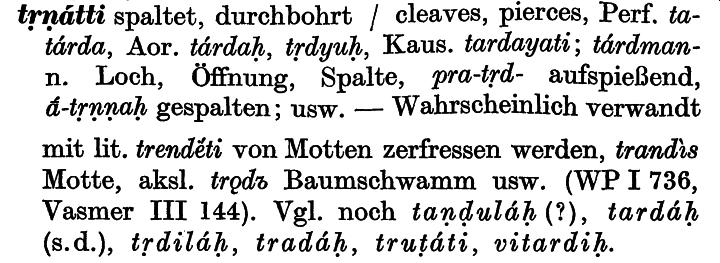 tṛṇátti spaltet, durchbohrt / cleaves, pierces, Perf. ta-
tárda, Aor. tárdaḥ, tṛdyuḥ, Kaus. tardayati; tárdman-
n. Loch, Öffnung, Spalte, pra-tṛd- aufspießend,
á-tṛṇṇaḥ gespalten; usw. — Wahrscheinlich verwandt
mit lit. trendė́ti von Motten zerfressen werden, trandìs
Motte, aksl. trǫdъ Baumschwamm usw. (WP I 736,
Vasmer III 144). Vgl. noch taṇḍuláḥ (?), tardáḥ
(s.d.), tṛdiláḥ, tradáḥ, truṭáti, vitardiḥ.